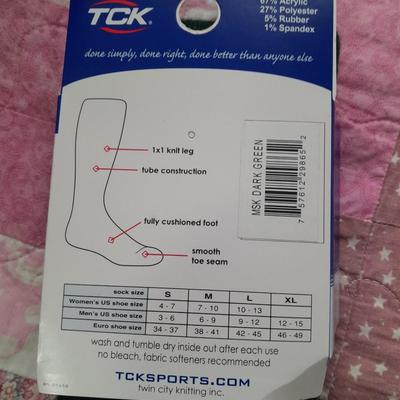 67% Acrylic
27% Polyester
5% Rubber
1% Spandex
TCK
done simply, done right, done better than anyone else
1x1 knit leg
tube construction
fully cushioned foot
smooth
toe seam
MSK DARK GREEN
7 57612 29865 2
sock size S M L XL
Women's US shoe size 4 - 7 7 - 10 10 - 13
Men's US shoe size 3 - 6 6 - 9 9 - 12 12 - 15
Euro shoe size 34 - 37 38 - 41 42 - 45 46 - 49
wash and tumble dry inside out after each use
no bleach, fabric softeners recommended
TCKSPORTS.COM
twin city knitting inc.